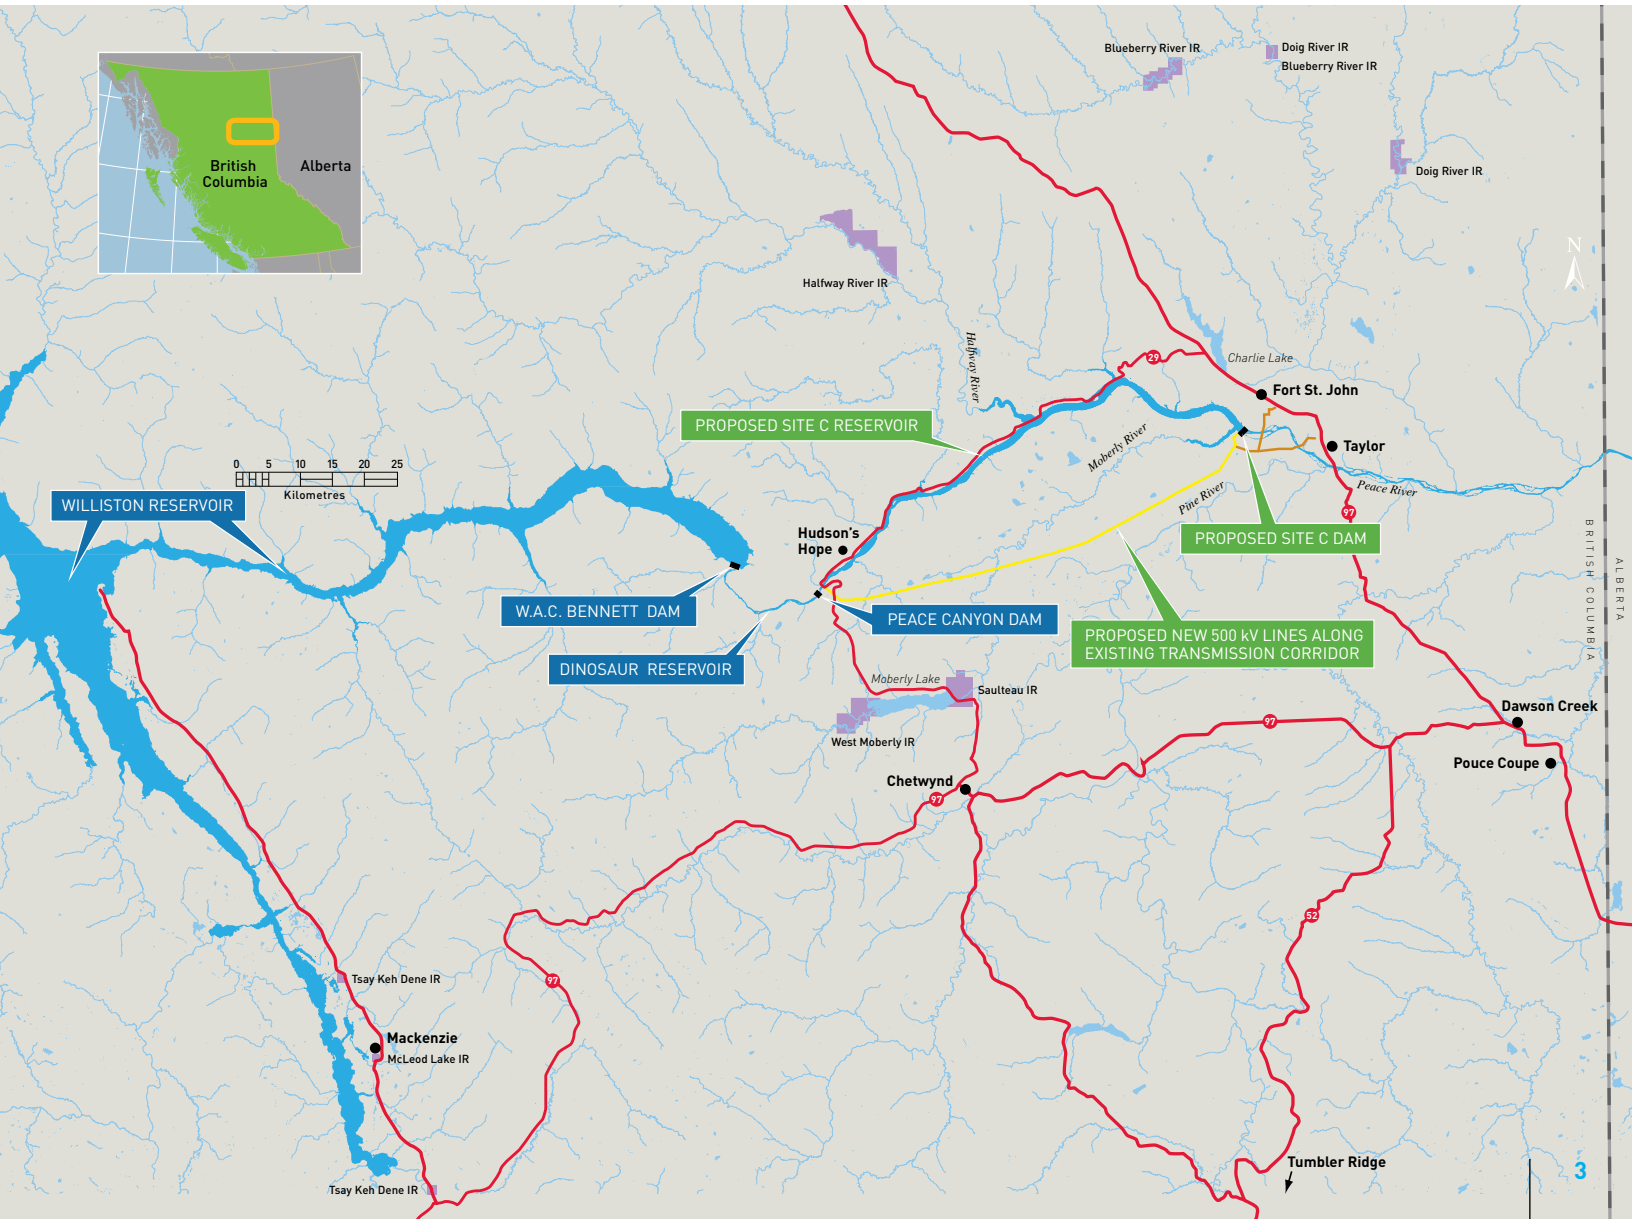 Blueberry River IR
Doig River IR
Blueberry River IR
British
Columbia
Alberta
Doig River IR
N
Halfway River IR
Halfway River
29
Charlie Lake
Fort St. John
PROPOSED SITE C RESERVOIR
Moberly River
Taylor
0 5 10 15 20 25
Kilometres
Pine River
Peace River
WILLISTON RESERVOIR
97
Hudson's
Hope
PROPOSED SITE C DAM
BRITISH COLUMBIA
ALBERTA
W.A.C. BENNETT DAM
PEACE CANYON DAM
PROPOSED NEW 500 kV LINES ALONG
EXISTING TRANSMISSION CORRIDOR
DINOSAUR RESERVOIR
Moberly Lake
Saulteau IR
Dawson Creek
97
West Moberly IR
Pouce Coupe
Chetwynd
97
52
Tsay Keh Dene IR
97
Mackenzie
McLeod Lake IR
Tumbler Ridge
3
Tsay Keh Dene IR